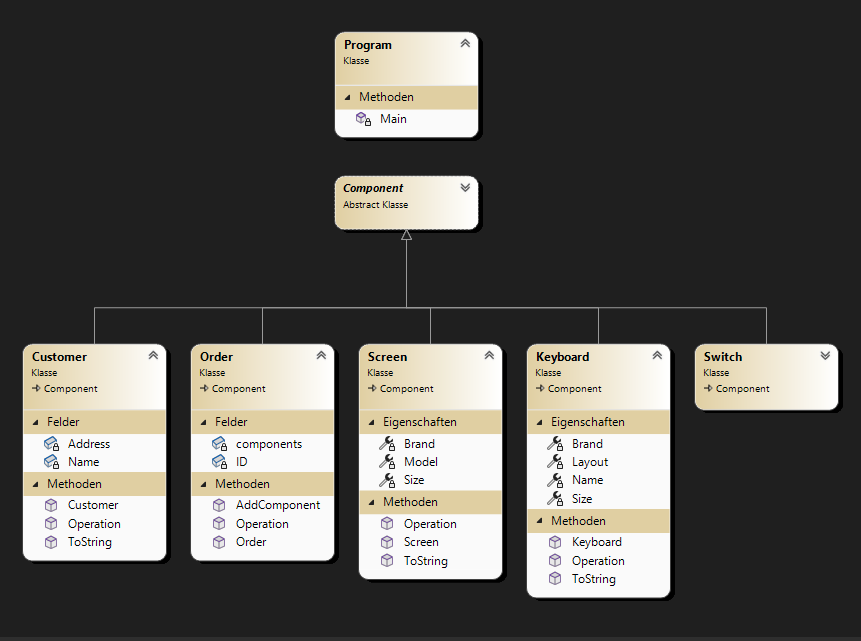 Program
Klasse
Methoden
Main
Component
Abstract Klasse
Customer
Klasse
Component
Felder
Address
Name
Methoden
Customer
Operation
ToString
Order
Klasse
Component
Felder
components
ID
Methoden
AddComponent
Operation
Order
Screen
Klasse
Component
Eigenschaften
Brand
Model
Size
Methoden
Operation
Screen
ToString
Keyboard
Klasse
Component
Eigenschaften
Brand
Layout
Name
Size
Methoden
Keyboard
Operation
ToString
Switch
Klasse
Component